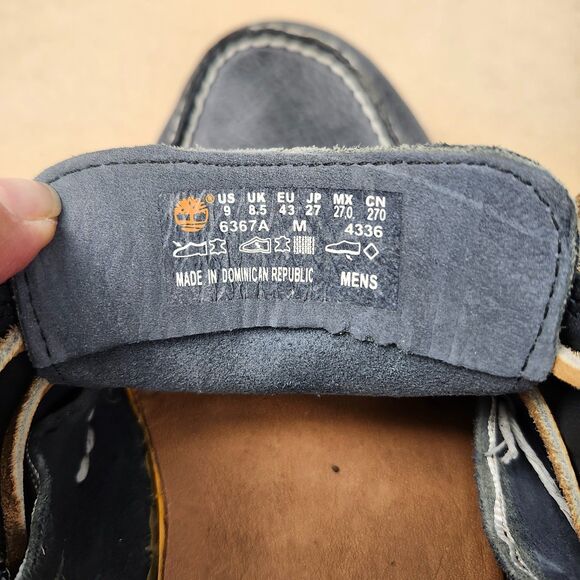 US UK EU JP MX CN
9 8.5 43 27 27.0 270
6367A M 4336
MADE IN DOMINICAN REPUBLIC MENS